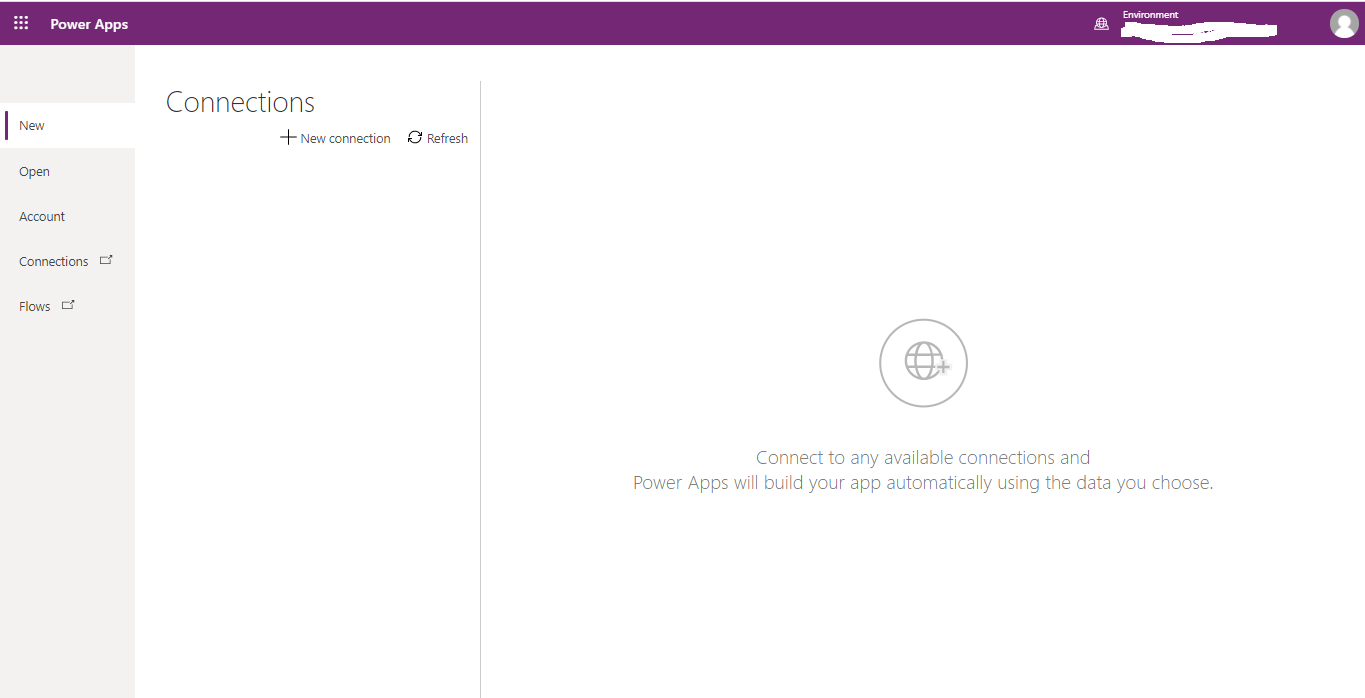 Power Apps
Environment
New
Open
Account
Connections
Flows
Connections
New connection
Refresh
Connect to any available connections and
Power Apps will build your app automatically using the data you choose.